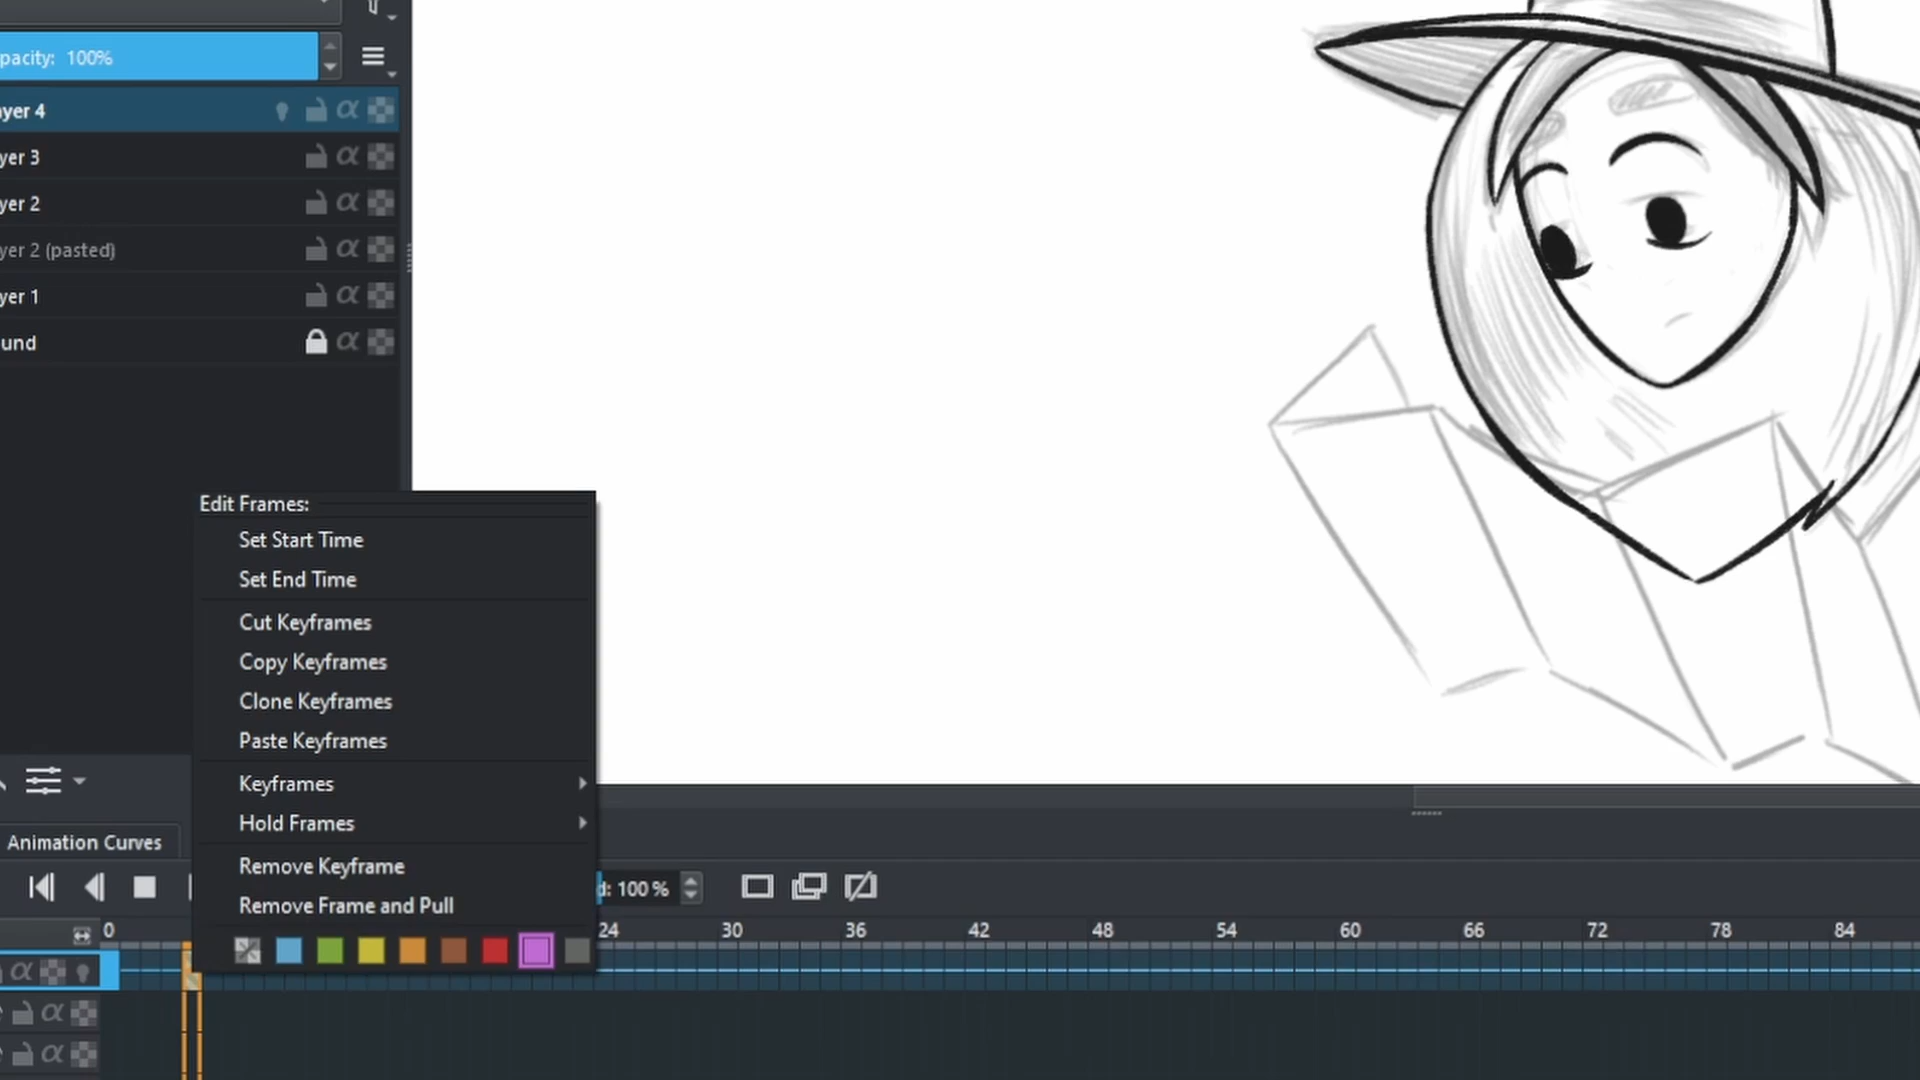 pacity: 100%
ayer 4
yer 3
yer 2
yer 2 (pasted)
yer 1
und
Edit Frames:
Set Start Time
Set End Time
Cut Keyframes
Copy Keyframes
Clone Keyframes
Paste Keyframes
Keyframes
Hold Frames
Remove Keyframe
Remove Frame and Pull
Animation Curves
d: 100 %
0 24 30 36 42 48 54 60 66 72 78 84